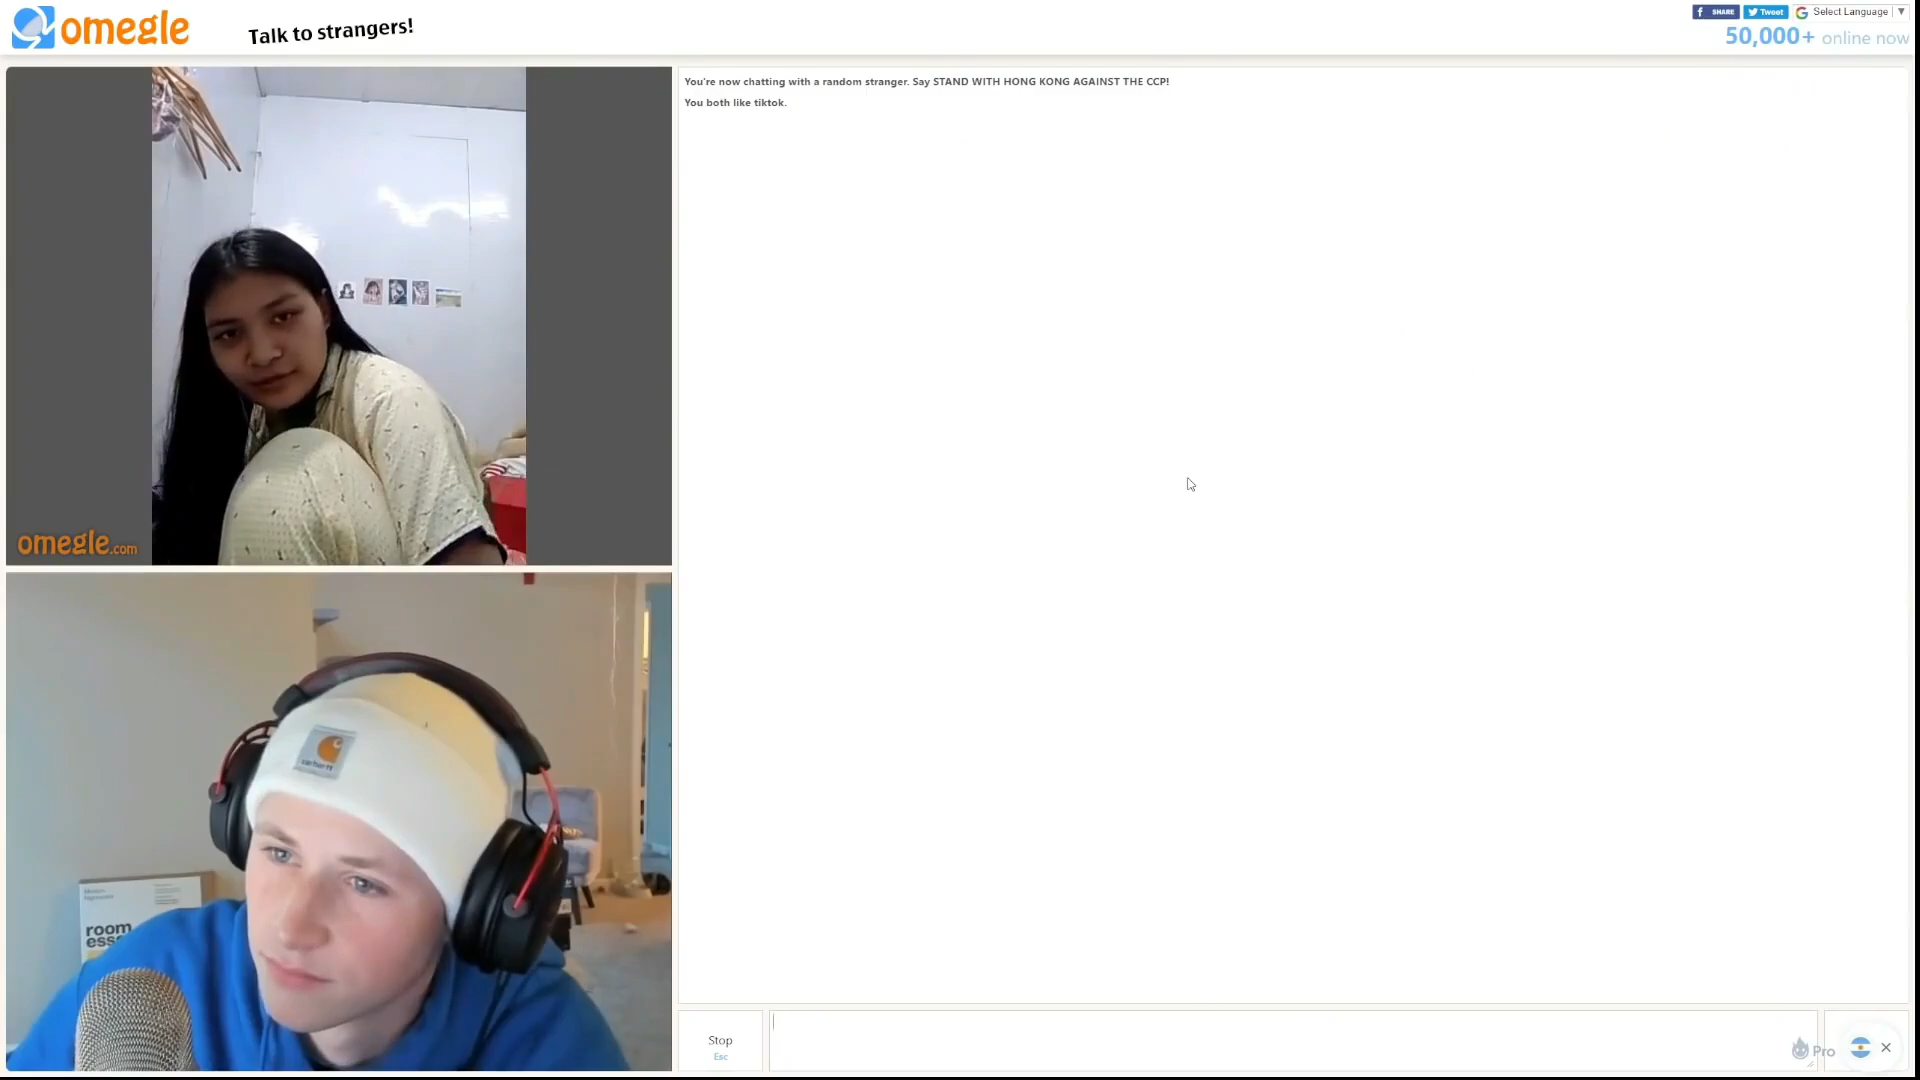 omegle
Talk to strangers!
SHARE
Tweet
Select Language
50,000+ online now
You're now chatting with a random stranger. Say STAND WITH HONG KONG AGAINST THE CCP!
You both like tiktok.
omegle.com
carhartt
room
Stop
Esc
Pro